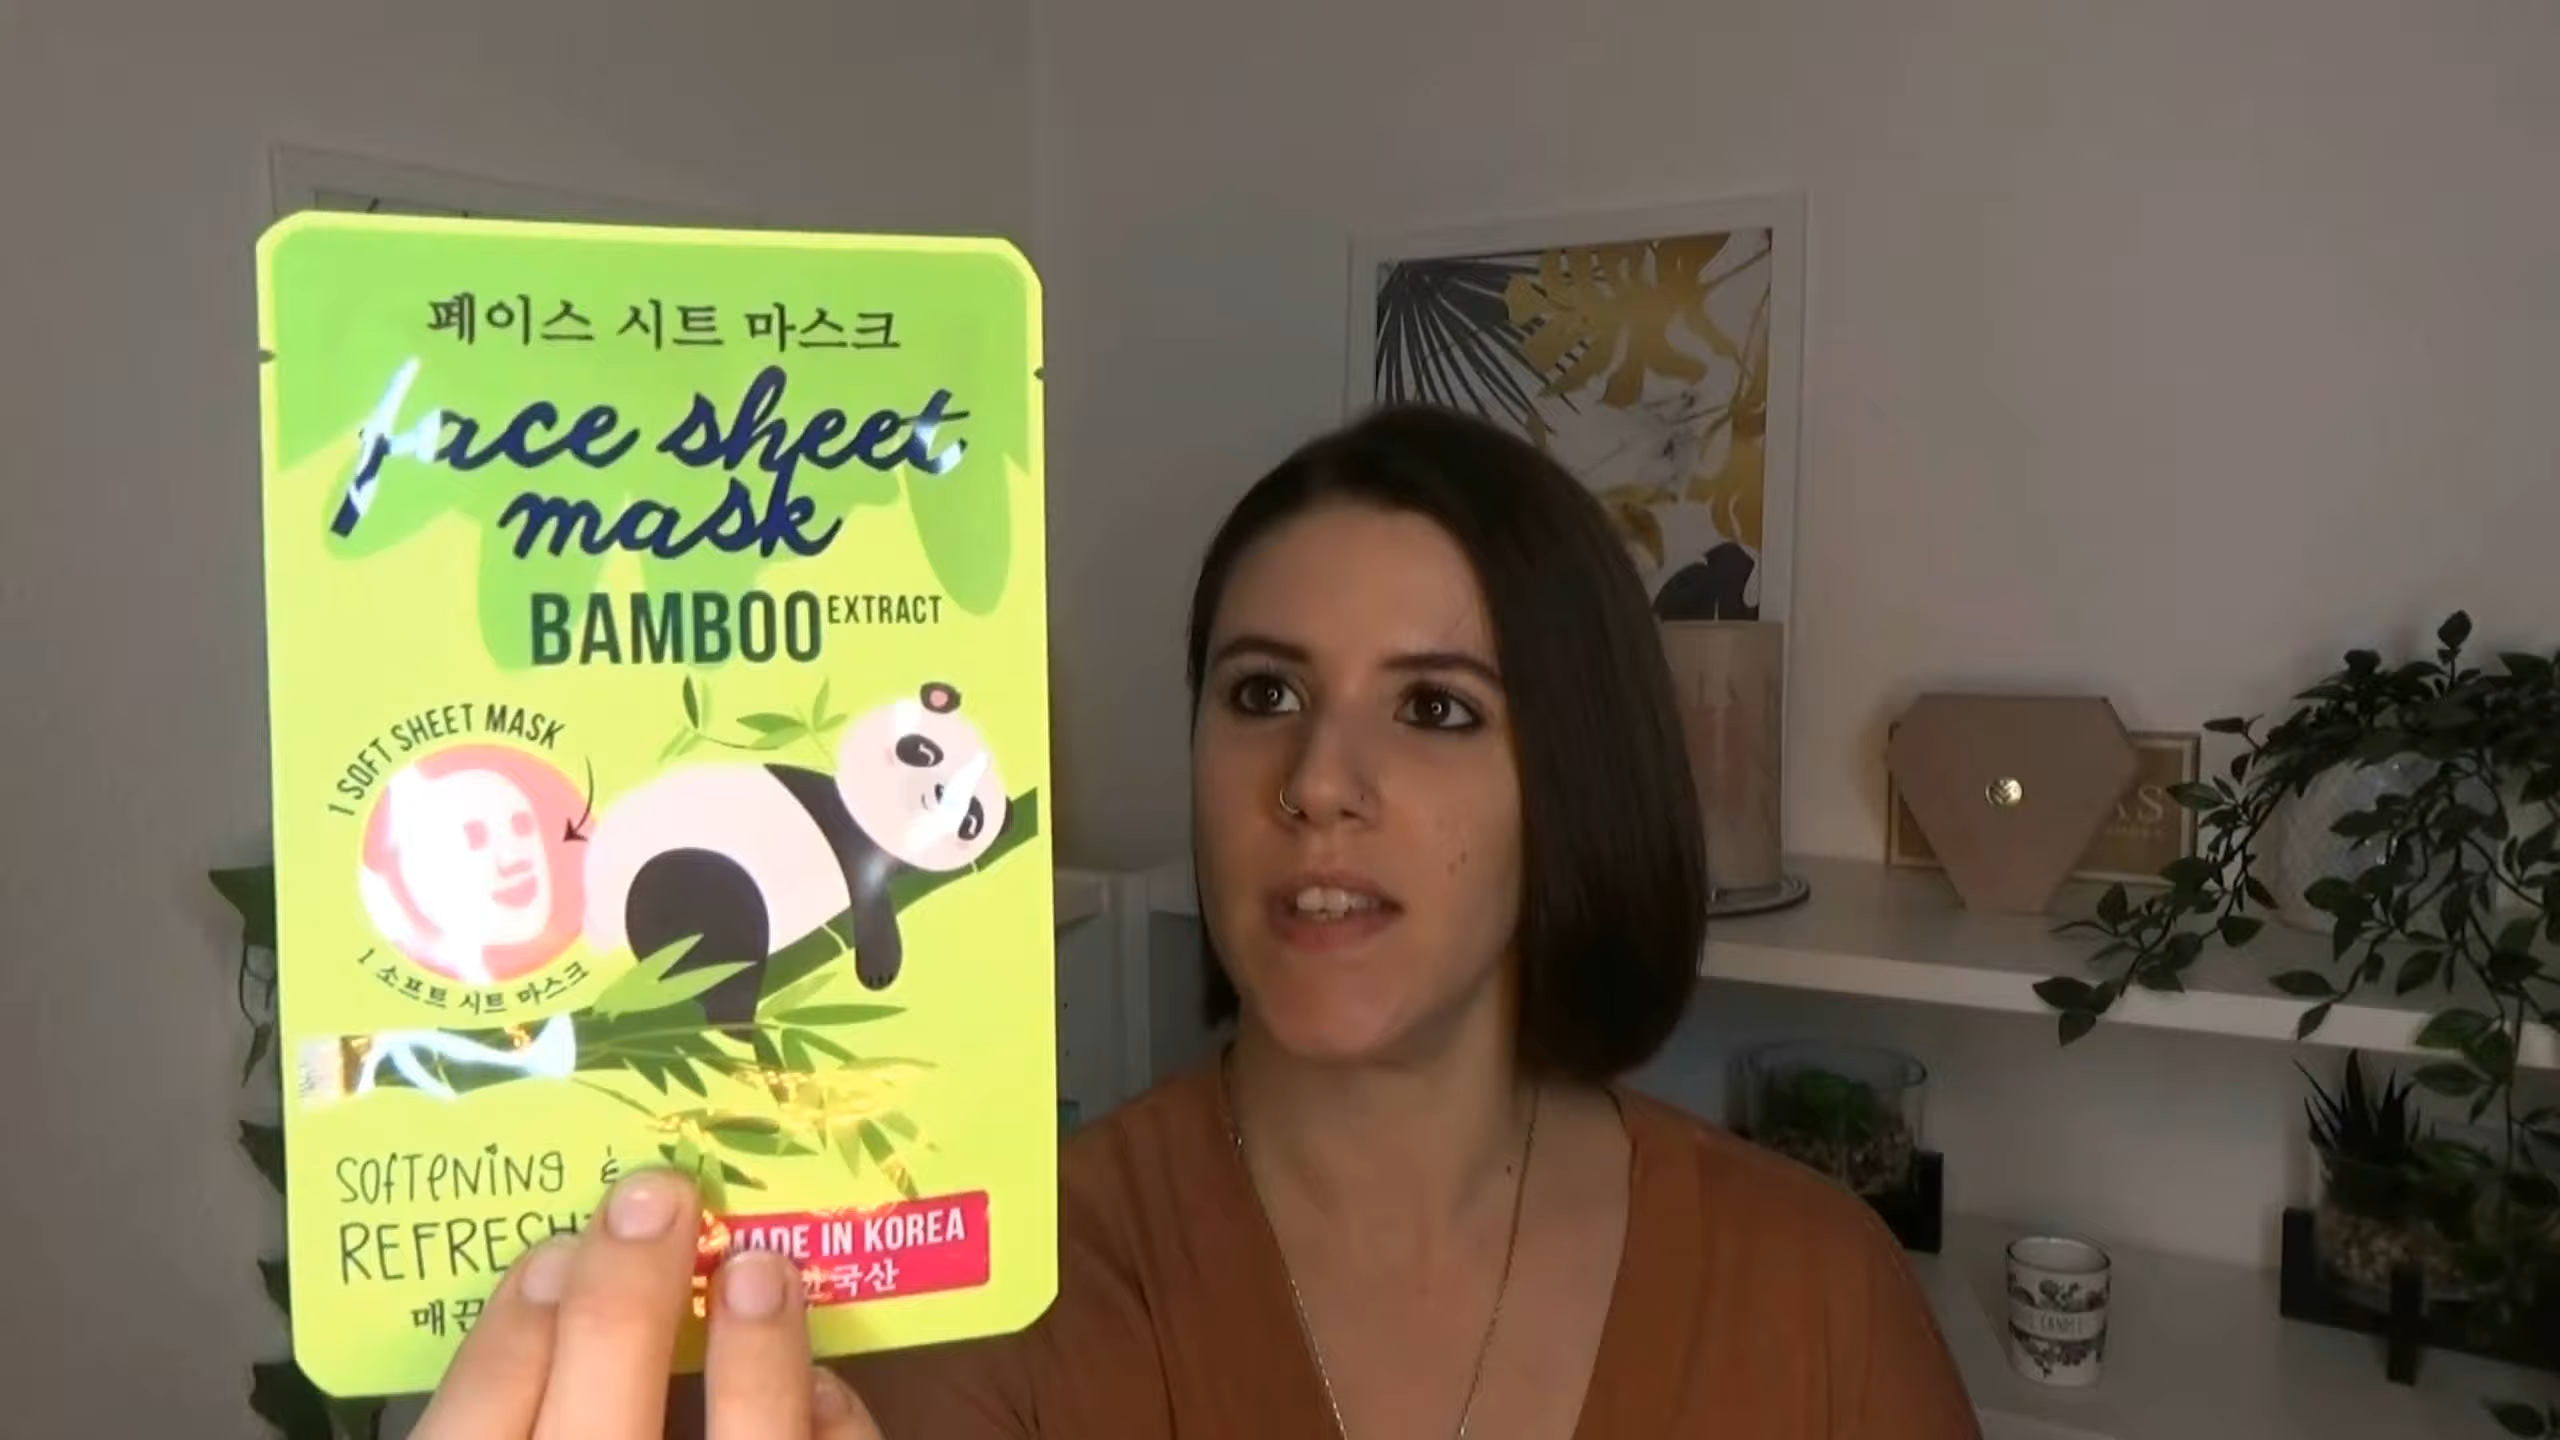 페이스 시트 마스크
face sheet
mask
BAMBOO EXTRACT
1 SOFT SHEET MASK
1 소프트 시트 마스크
SOFTENING &
MADE IN KOREA